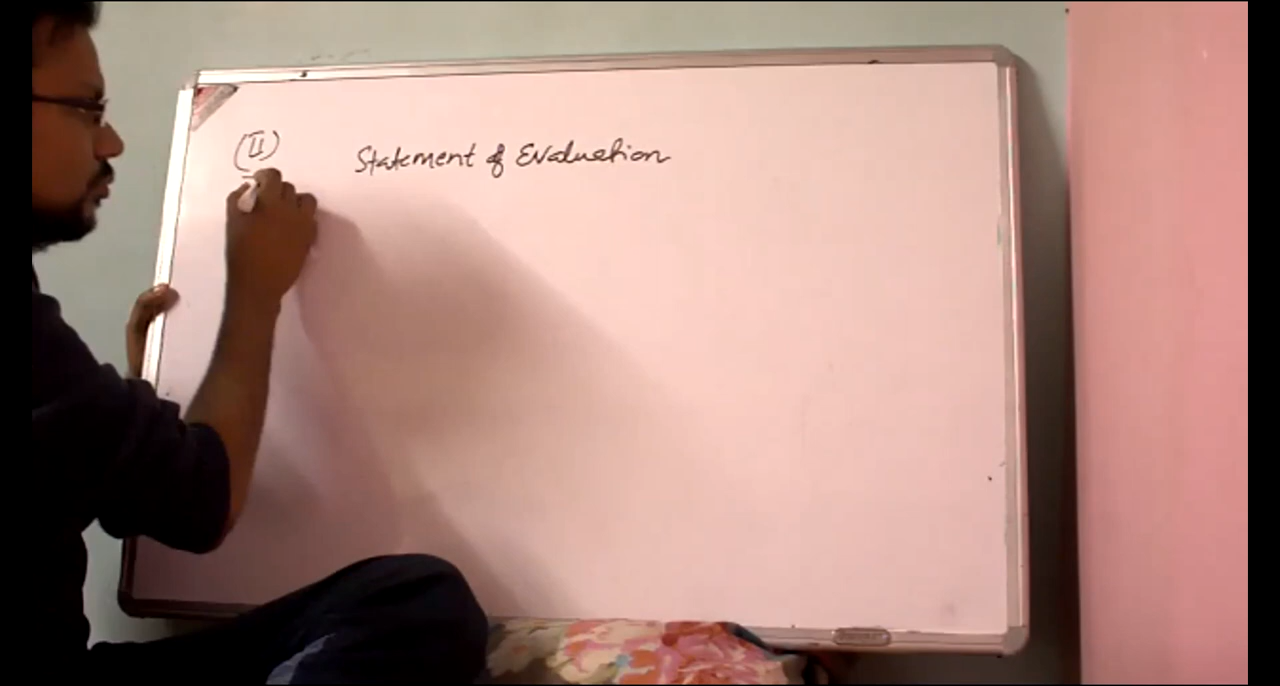 (II) Statement of Evaluation